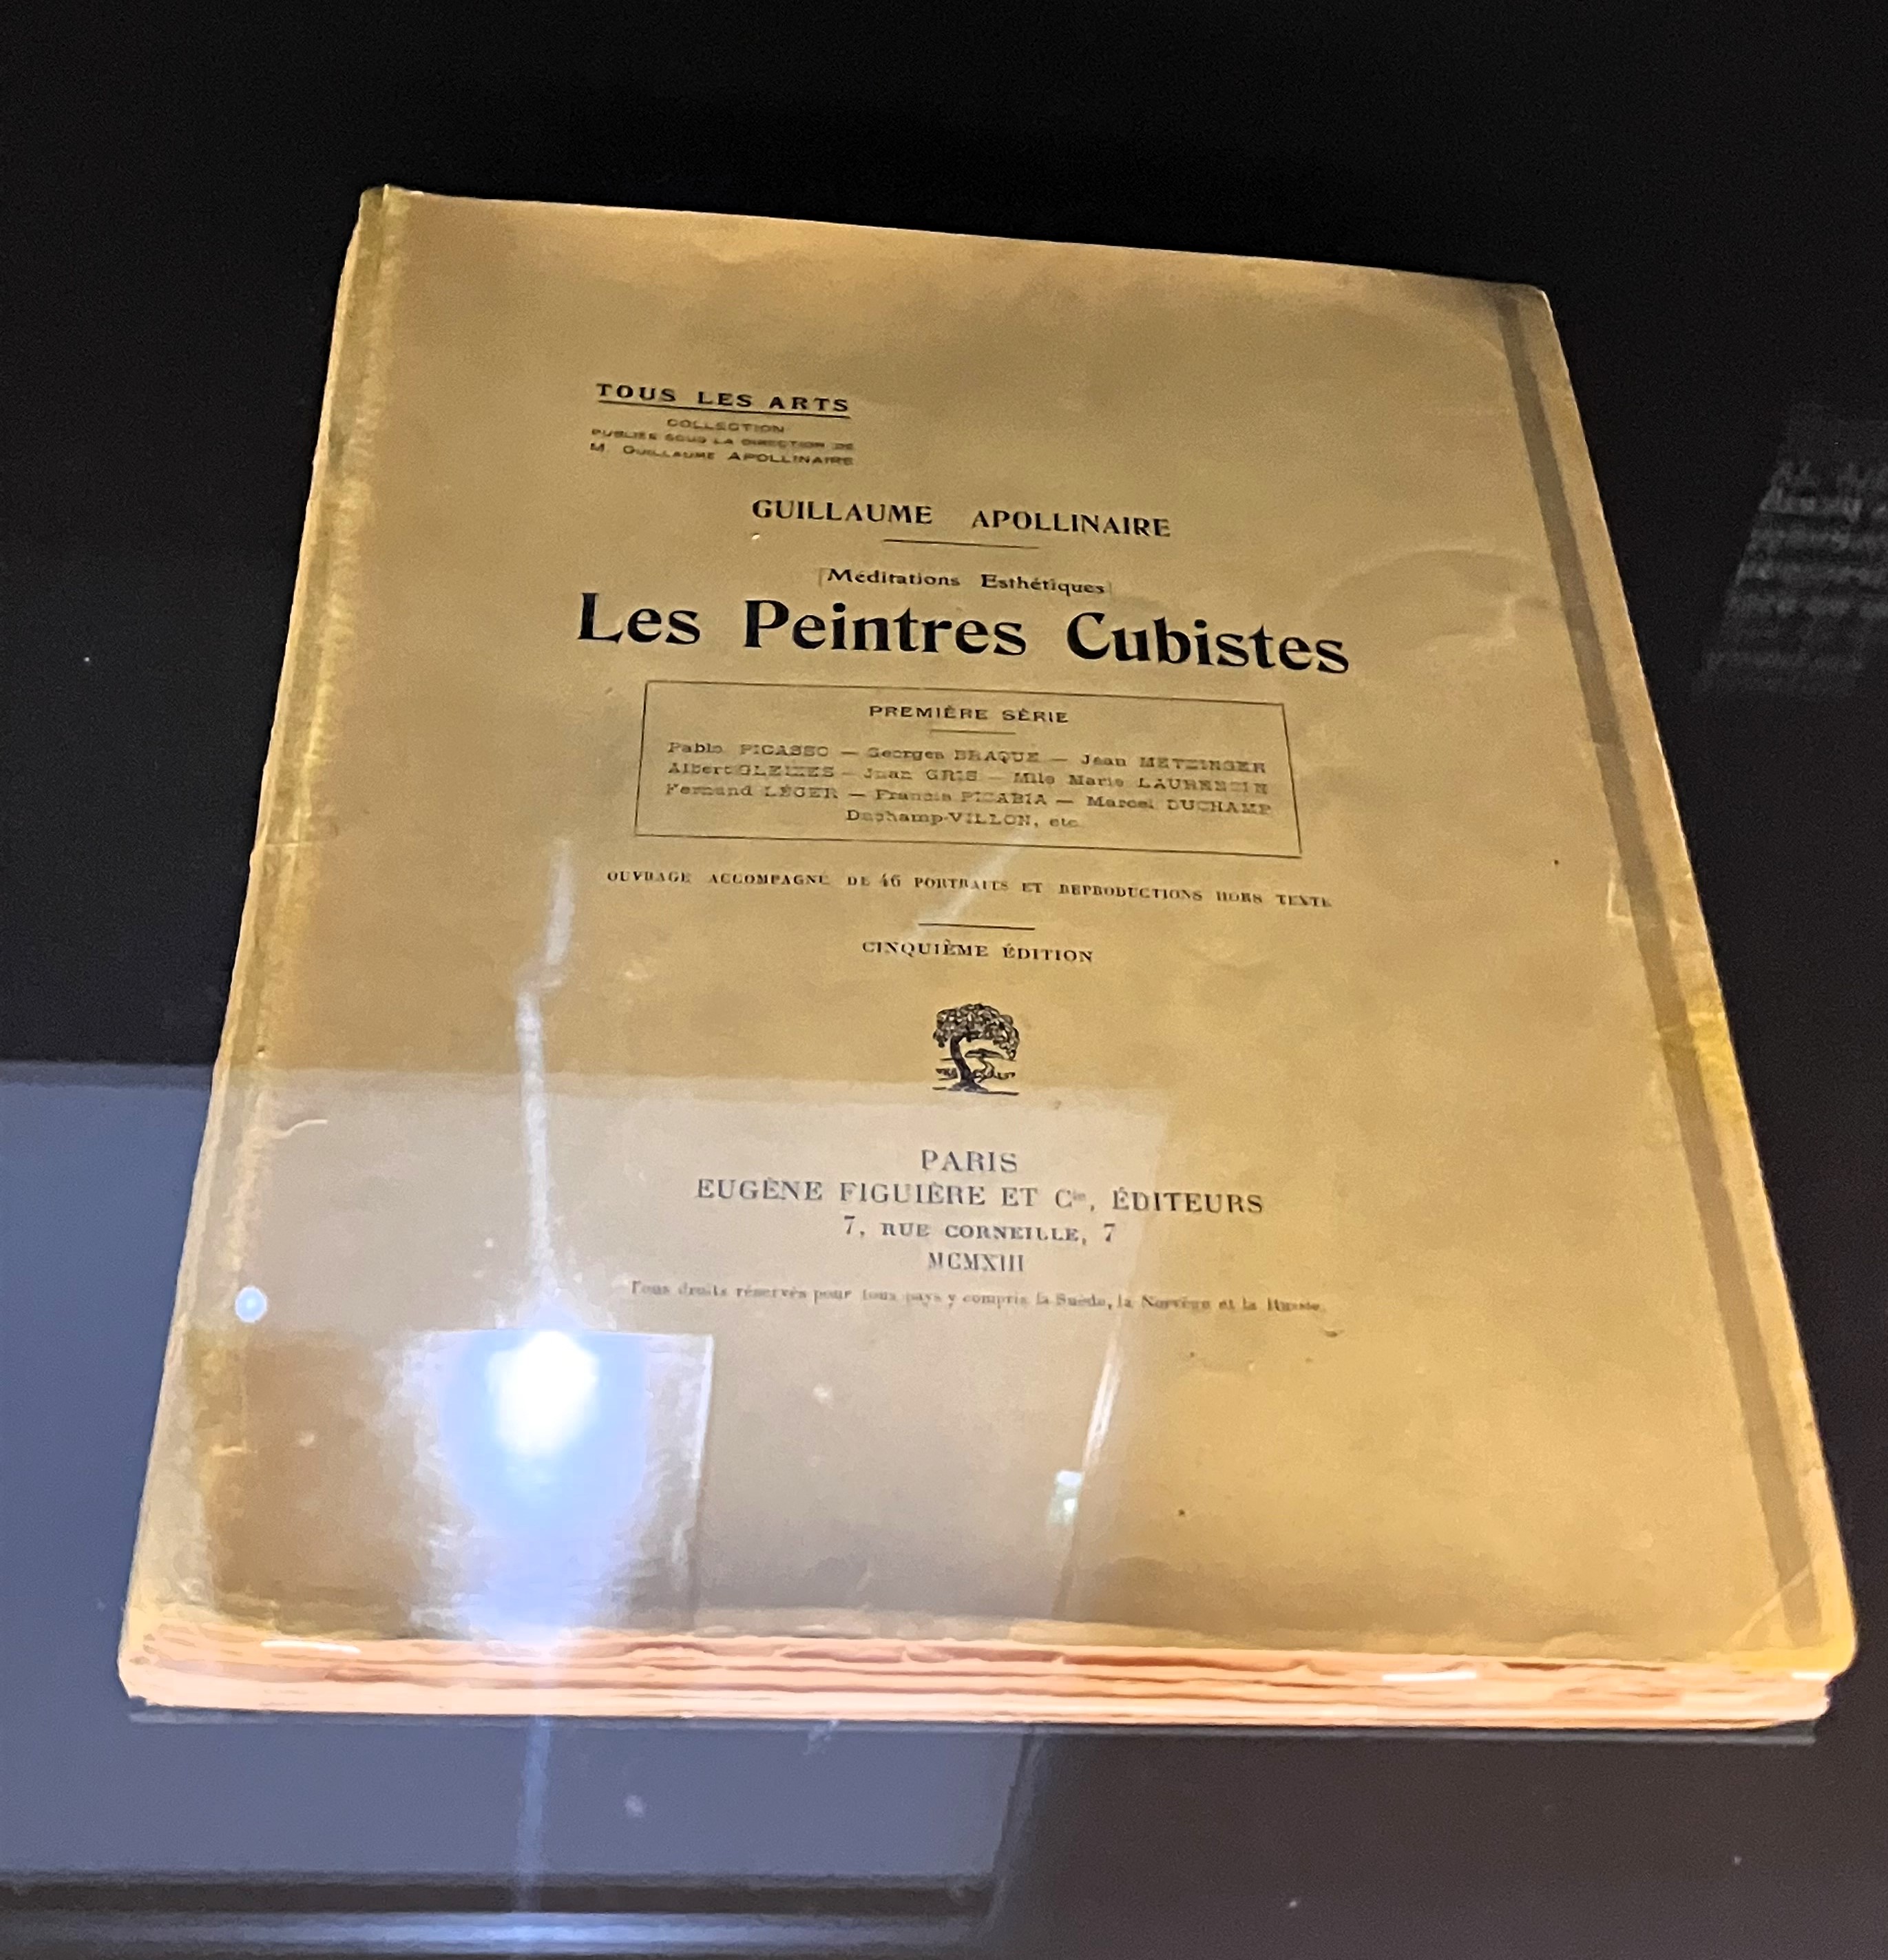 TOUS LES ARTS
COLLECTION
PUBLIÉE SOUS LA DIRECTION DE
M. GUILLAUME APOLLINAIRE
GUILLAUME APOLLINAIRE
[Méditations Esthétiques]
Les Peintres Cubistes
PREMIÈRE SÉRIE
Pablo PICASSO — Georges BRAQUE — Jean METZINGER
Albert GLEIZES — Juan GRIS — Mlle Marie LAURENCIN
Fernand LÉGER — Francis PICABIA — Marcel DUCHAMP
Duchamp-VILLON, etc.
OUVRAGE ACCOMPAGNÉ DE 46 PORTRAITS ET REPRODUCTIONS HORS TEXTE
CINQUIÈME ÉDITION
PARIS
EUGÈNE FIGUIÈRE ET Cie, ÉDITEURS
7, RUE CORNEILLE, 7
MCMXIII
Tous droits réservés pour tous pays y compris la Suède, la Norvège et la Russie.